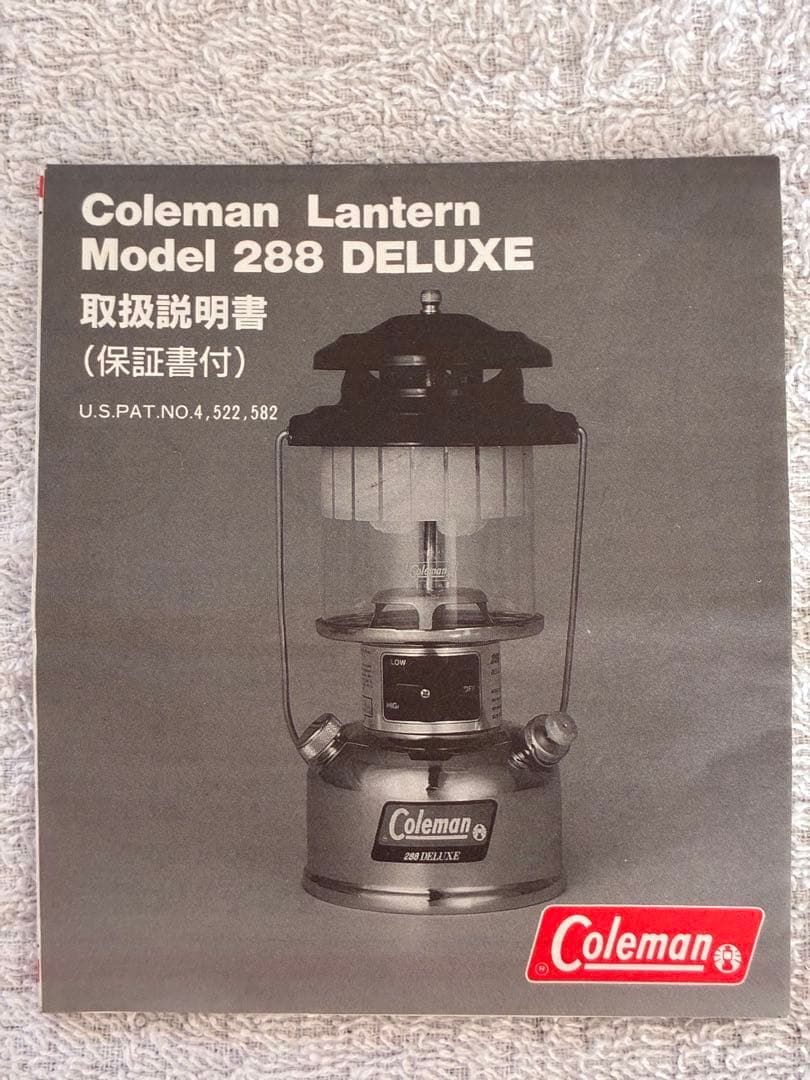 Coleman Lantern
Model 288 DELUXE
取扱説明書
（保証書付）
U.S.PAT.NO.4,522,582
Coleman
LOW
OFF
HIGH
Coleman
288 DELUXE
Coleman
®